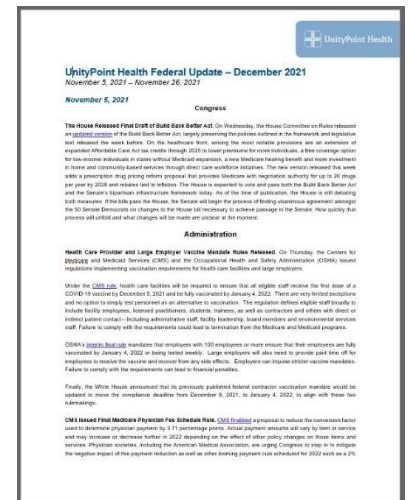 UnityPoint Health
UnityPoint Health Federal Update – December 2021
November 5, 2021 – November 26, 2021
November 5, 2021
Congress
The House Released Final Draft of Build Back Better Act. On Wednesday, the House Committee on Rules released
an updated version of the Build Back Better Act, largely preserving the policies outlined in the framework and legislative
text released the week before. On the healthcare front, among the most notable provisions are an extension of
expanded Affordable Care Act tax credits through 2025 to lower premiums for more individuals, a free coverage option
for low-income individuals in states without Medicaid expansion, a new Medicare hearing benefit and more investment
in home and community-based services through direct care workforce initiatives. The new version released this week
adds a prescription drug pricing reform proposal that provides Medicare with negotiation authority for up to 20 drugs
per year by 2028 and rebates tied to inflation. The House is expected to vote and pass both the Build Back Better Act
and the Senate's bipartisan infrastructure framework today. As of the time of publication, the House is still debating
both measures. If the bills pass the House, the Senate will begin the process of finding unanimous agreement amongst
the 50 Senate Democrats on changes to the House bill necessary to achieve passage in the Senate. How quickly that
process will unfold and what changes will be made are unclear at the moment.
Administration
Health Care Provider and Large Employer Vaccine Mandate Rules Released. On Thursday, the Centers for
Medicare and Medicaid Services (CMS) and the Occupational Health and Safety Administration (OSHA) issued
regulations implementing vaccination requirements for health care facilities and large employers.
Under the CMS rule, health care facilities will be required to ensure that all eligible staff receive the first dose of a
COVID-19 vaccine by December 5, 2021 and be fully vaccinated by January 4, 2022. There are very limited exceptions
and no option to simply test personnel as an alternative to vaccination. The regulation defines eligible staff broadly to
include facility employees, licensed practitioners, students, trainees, as well as contractors and others with direct or
indirect patient contact—including administrative staff, facility leadership, board members and environmental services
staff. Failure to comply with the requirements could lead to termination from the Medicare and Medicaid programs.
OSHA's interim final rule mandates that employers with 100 employees or more ensure that their employees are fully
vaccinated by January 4, 2022 or being tested weekly. Large employers will also need to provide paid time off for
employees to receive the vaccine and recover from any side effects. Employers can impose stricter vaccine mandates.
Failure to comply with the requirements can lead to financial penalties.
Finally, the White House announced that its previously published federal contractor vaccination mandate would be
updated to move the compliance deadline from December 8, 2021, to January 4, 2022, to align with these two
rulemakings.
CMS Issued Final Medicare Physician Fee Schedule Rule. CMS finalized a proposal to reduce the conversion factor
used to determine physician payment by 3.71 percentage points. Actual payment amounts will vary by item or service
and may increase or decrease further in 2022 depending on the effect of other policy changes on those items and
services. Physician societies, including the American Medical Association, are urging Congress to step in to mitigate
the negative impact of this payment reduction as well as other looming payment cuts scheduled for 2022 such as a 2%